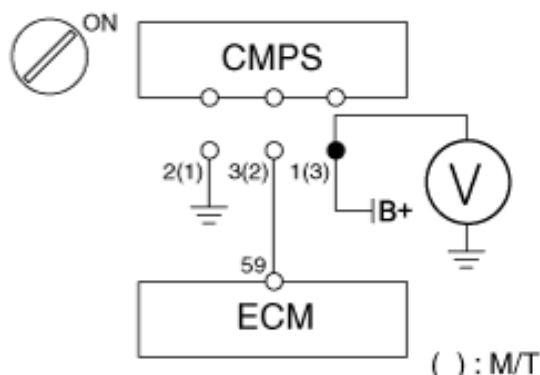 ON
CMPS
2(1) 3(2) 1(3)
V
B+
59
ECM
( ) : M/T